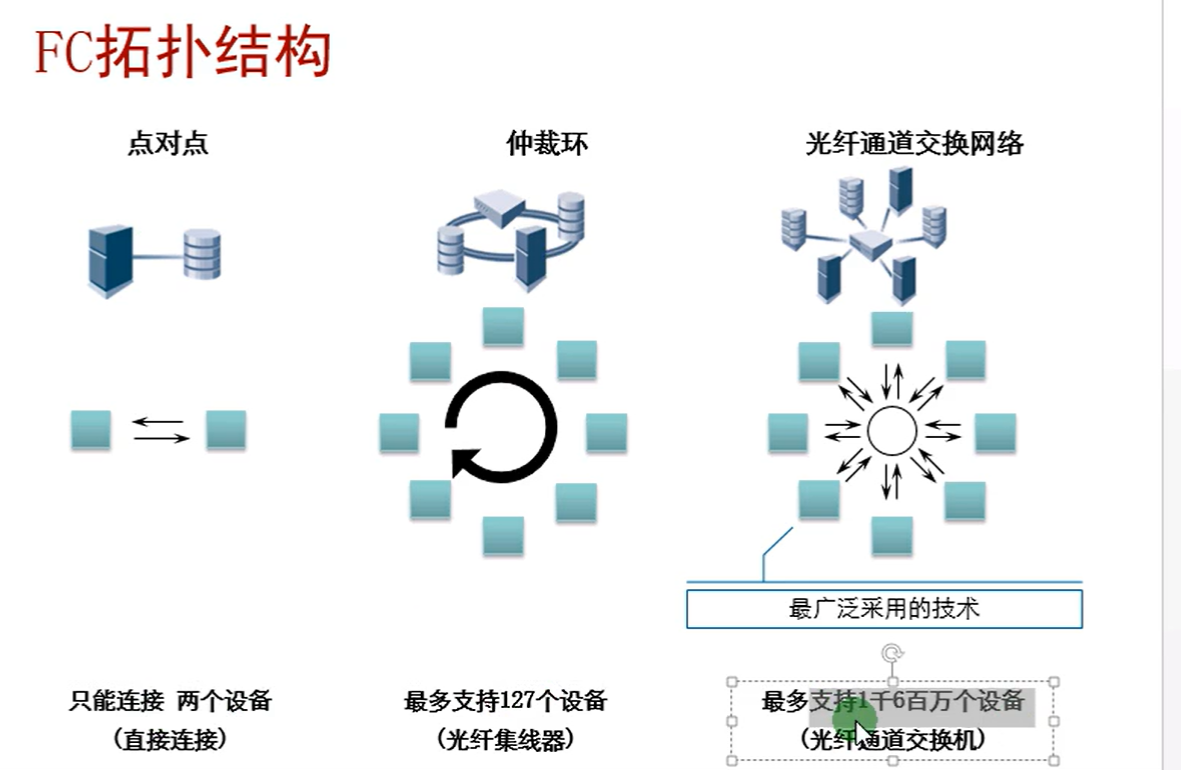 FC拓扑结构
点对点
仲裁环
光纤通道交换网络
最广泛采用的技术
只能连接 两个设备
(直接连接)
最多支持127个设备
(光纤集线器)
最多支持1千6百万个设备
(光纤通道交换机)